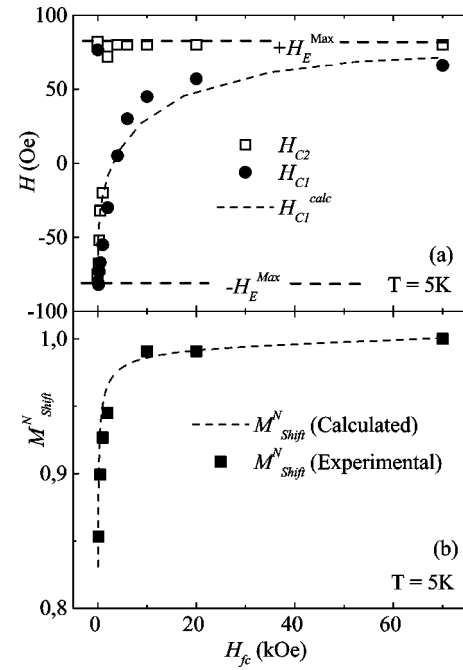 100
+H_E^Max
50
H (Oe)
0
H_C2
H_C1
H_C1^calc
-50
(a)
-H_E^Max
T = 5K
-100
1,0
M^N_Shift
M^N_Shift (Calculated)
M^N_Shift (Experimental)
0,9
(b)
T = 5K
0,8
0 20 40 60
H_fc (kOe)